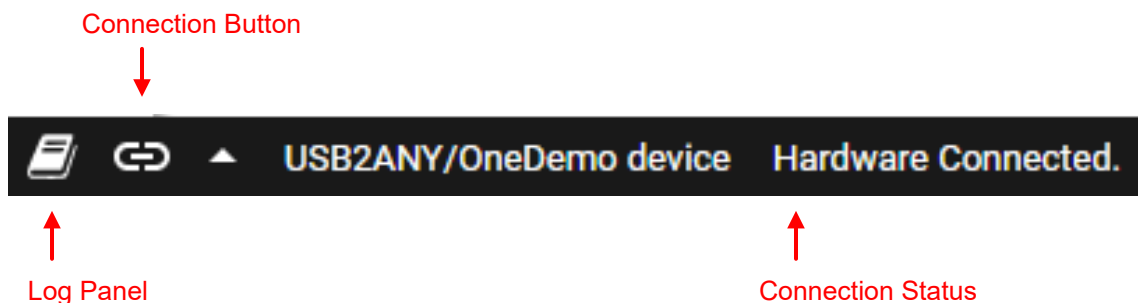 Connection Button
USB2ANY/OneDemo device Hardware Connected.
Log Panel Connection Status